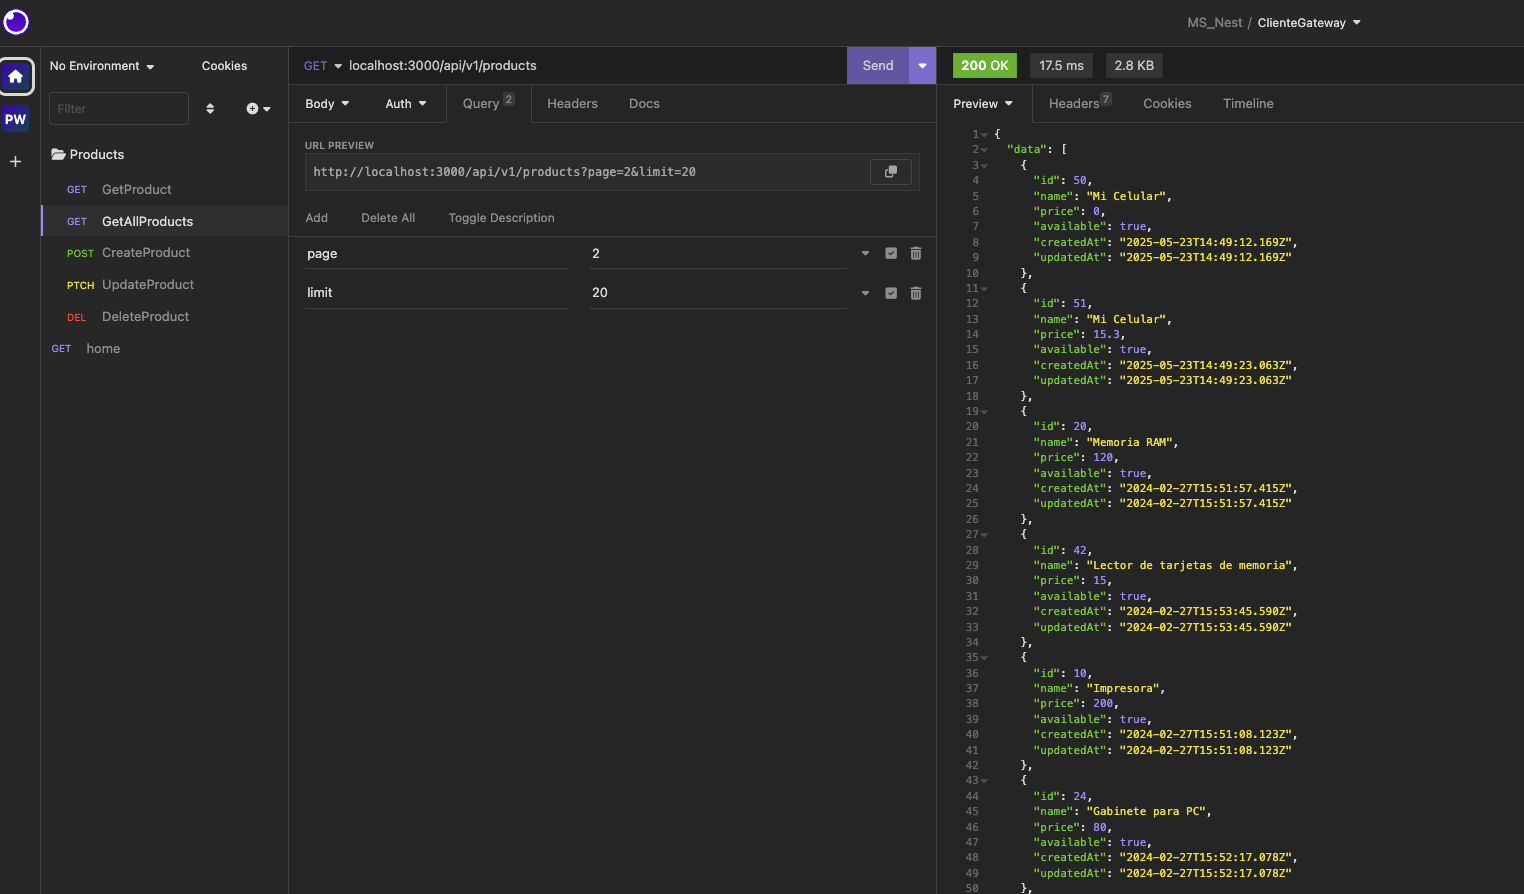 MS_Nest / ClienteGateway
No Environment
Cookies
Filter
PW
Products
GET GetProduct
GET GetAllProducts
POST CreateProduct
PTCH UpdateProduct
DEL DeleteProduct
GET home
GET localhost:3000/api/v1/products
Send
Body Auth Query 2 Headers Docs
URL PREVIEW
http://localhost:3000/api/v1/products?page=2&limit=20
Add Delete All Toggle Description
page 2
limit 20
200 OK 17.5 ms 2.8 KB
Preview Headers 7 Cookies Timeline
1 {
2 "data": [
3 {
4 "id": 50,
5 "name": "Mi Celular",
6 "price": 0,
7 "available": true,
8 "createdAt": "2025-05-23T14:49:12.169Z",
9 "updatedAt": "2025-05-23T14:49:12.169Z"
10 },
11 {
12 "id": 51,
13 "name": "Mi Celular",
14 "price": 15.3,
15 "available": true,
16 "createdAt": "2025-05-23T14:49:23.063Z",
17 "updatedAt": "2025-05-23T14:49:23.063Z"
18 },
19 {
20 "id": 20,
21 "name": "Memoria RAM",
22 "price": 120,
23 "available": true,
24 "createdAt": "2024-02-27T15:51:57.415Z",
25 "updatedAt": "2024-02-27T15:51:57.415Z"
26 },
27 {
28 "id": 42,
29 "name": "Lector de tarjetas de memoria",
30 "price": 15,
31 "available": true,
32 "createdAt": "2024-02-27T15:53:45.590Z",
33 "updatedAt": "2024-02-27T15:53:45.590Z"
34 },
35 {
36 "id": 10,
37 "name": "Impresora",
38 "price": 200,
39 "available": true,
40 "createdAt": "2024-02-27T15:51:08.123Z",
41 "updatedAt": "2024-02-27T15:51:08.123Z"
42 },
43 {
44 "id": 24,
45 "name": "Gabinete para PC",
46 "price": 80,
47 "available": true,
48 "createdAt": "2024-02-27T15:52:17.078Z",
49 "updatedAt": "2024-02-27T15:52:17.078Z"
50 },